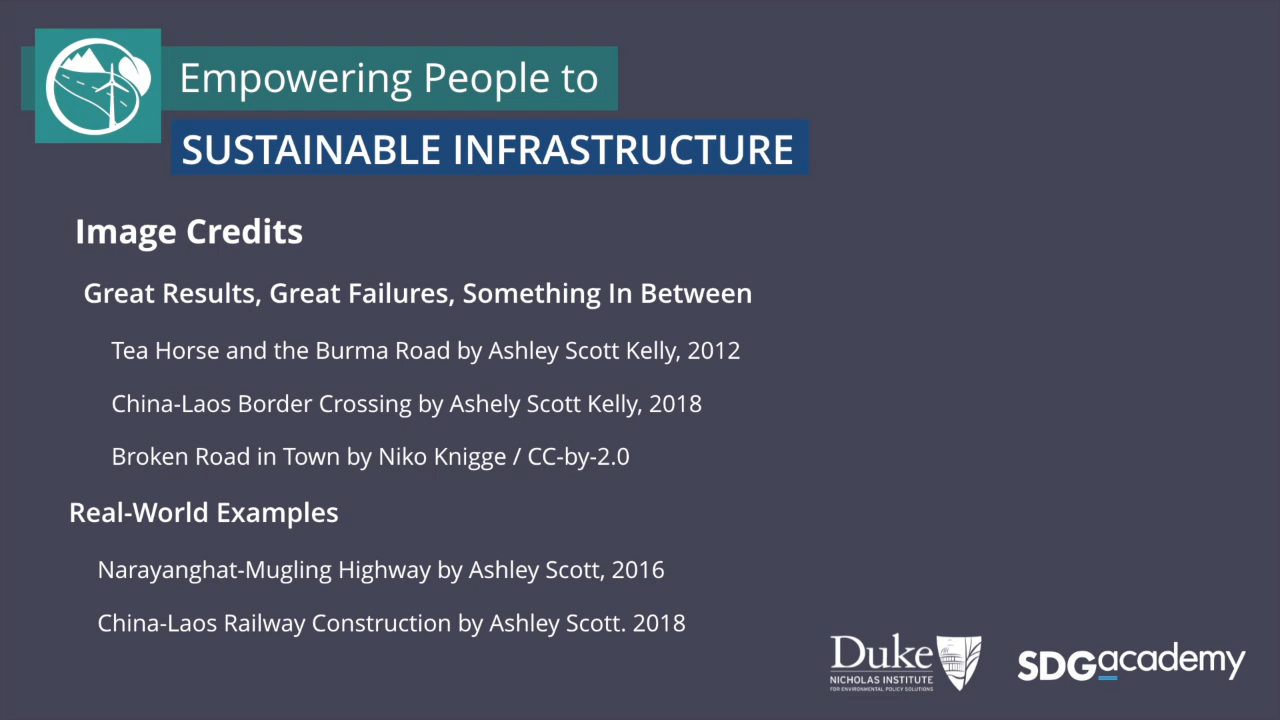 Empowering People to
SUSTAINABLE INFRASTRUCTURE
Image Credits
Great Results, Great Failures, Something In Between
Tea Horse and the Burma Road by Ashley Scott Kelly, 2012
China-Laos Border Crossing by Ashely Scott Kelly, 2018
Broken Road in Town by Niko Knigge / CC-by-2.0
Real-World Examples
Narayanghat-Mugling Highway by Ashley Scott, 2016
China-Laos Railway Construction by Ashley Scott. 2018
Duke
NICHOLAS INSTITUTE
FOR ENVIRONMENTAL POLICY SOLUTIONS
SDGacademy